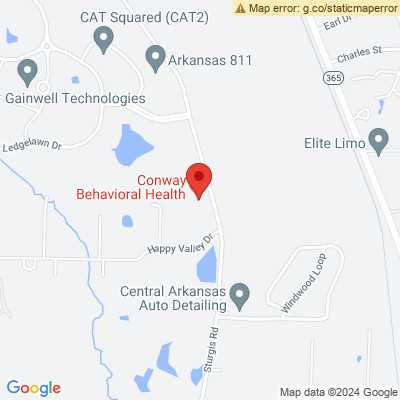 Map error: g.co/staticmaperror
CAT Squared (CAT2)
Earl Dr
Arkansas 811
Charles St
365
Gainwell Technologies
Ledgelawn Dr
Elite Limo
Conway
Behavioral Health
Happy Valley Dr
Windwood Loop
Central Arkansas
Auto Detailing
Sturgis Rd
Google
Map data ©2024 Google